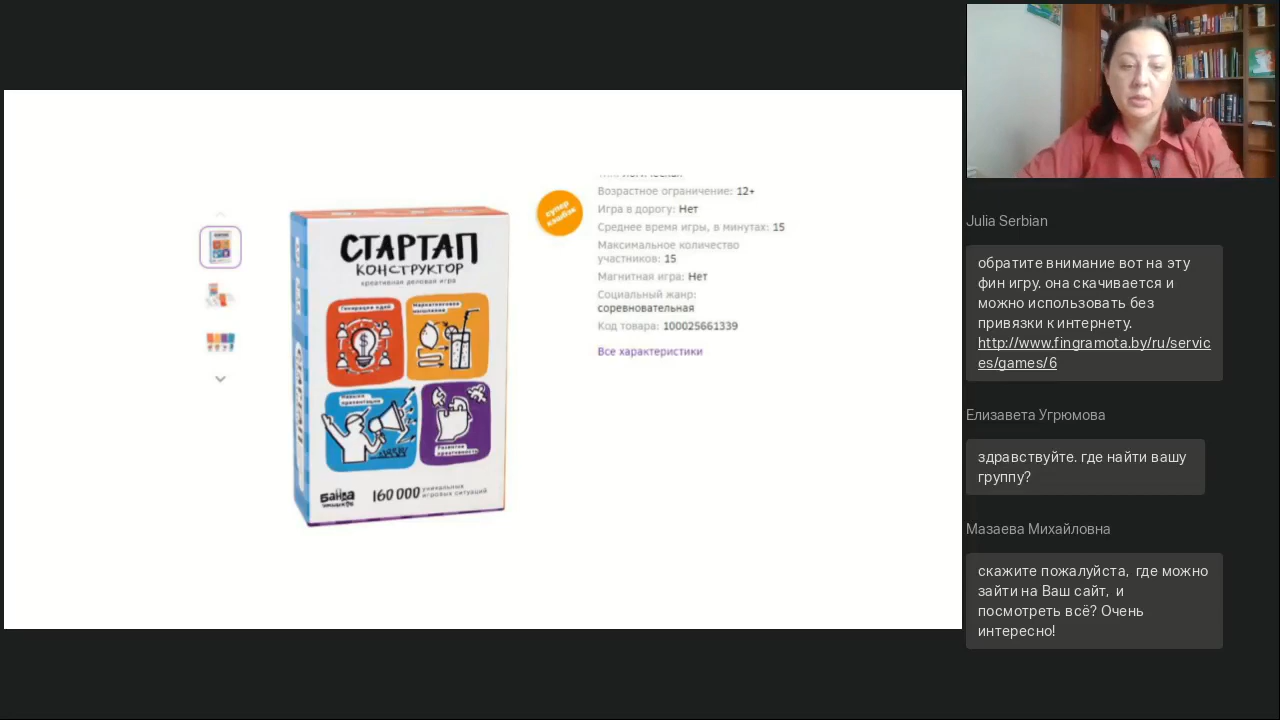 СТАРТАП
КОНСТРУКТОР
креативная деловая игра
Генерация идей
Маркетинговое
мышление
Навыки
презентации
Развитие
креативности
БаНДа
умников
160 000 уникальных
игровых ситуаций
супер
кэшбэк
Возрастное ограничение: 12+
Игра в дорогу: Нет
Среднее время игры, в минутах: 15
Максимальное количество
участников: 15
Магнитная игра: Нет
Социальный жанр:
соревновательная
Код товара: 100025661339
Все характеристики
Julia Serbian
обратите внимание вот на эту
фин игру. она скачивается и
можно использовать без
привязки к интернету.
http://www.fingramota.by/ru/servic
es/games/6
Елизавета Угрюмова
здравствуйте. где найти вашу
группу?
Мазаева Михайловна
скажите пожалуйста, где можно
зайти на Ваш сайт, и
посмотреть всё? Очень
интересно!